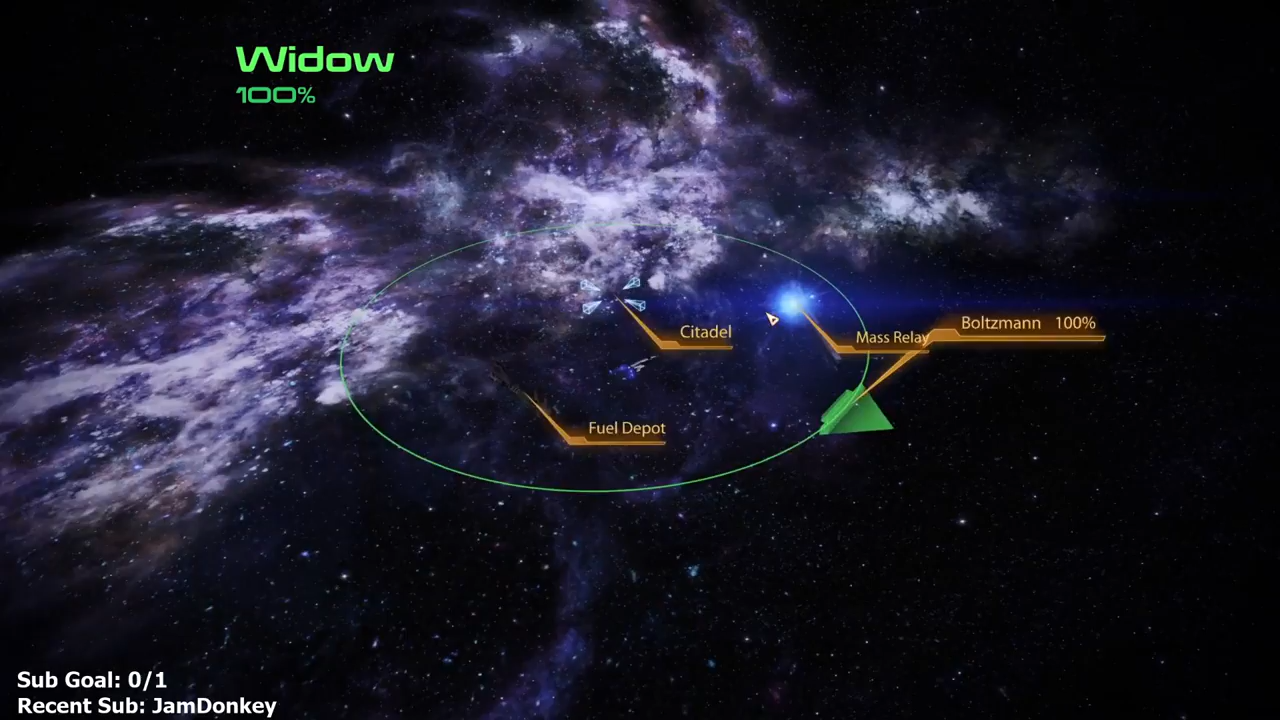 Widow
100%
Citadel
Mass Relay
Boltzmann 100%
Fuel Depot
Sub Goal: 0/1
Recent Sub: JamDonkey